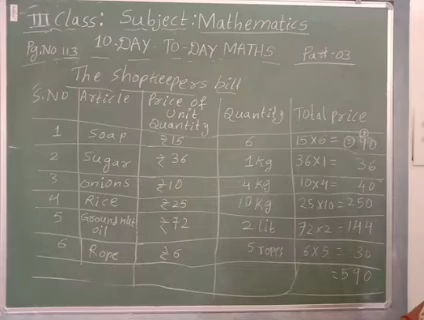 III Class: Subject: Mathematics
Pg.No 113 10-DAY-TO-DAY MATHS Part-03
The shopkeepers bill
S.NO Article Price of Unit Quantity Quantity Total price
1 Soap ₹15 6 15×6= 90
2 Sugar ₹36 1kg 36×1= 36
3 Onions ₹10 4kg 10×4= 40
4 Rice ₹25 10kg 25×10=250
5 Groundnut oil ₹72 2 lit 72×2=144
6 Rope ₹6 5 ropes 6×5= 30
=590